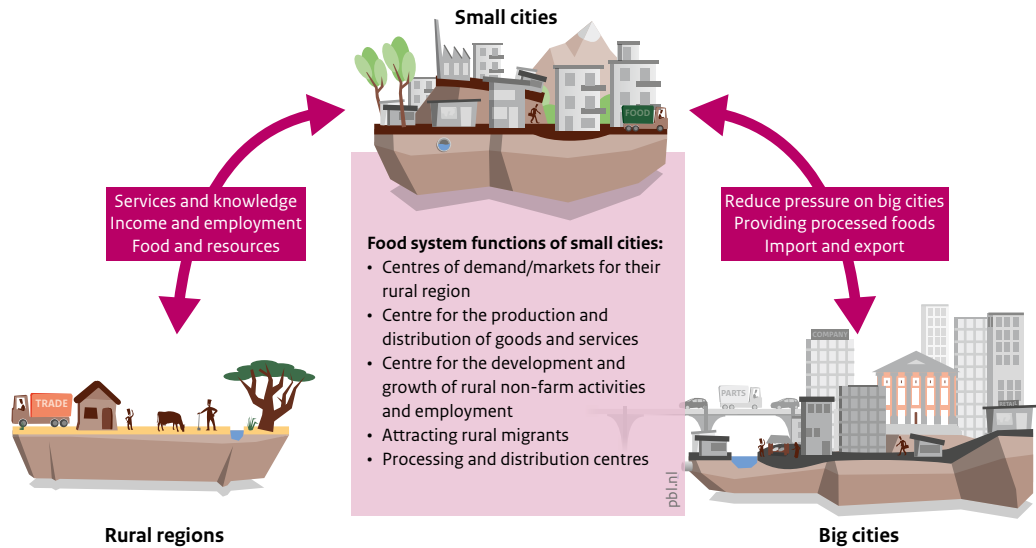 Small cities
FOOD
Services and knowledge
Income and employment
Food and resources
Reduce pressure on big cities
Providing processed foods
Import and export
Food system functions of small cities:
• Centres of demand/markets for their
rural region
• Centre for the production and
distribution of goods and services
• Centre for the development and
growth of rural non-farm activities
and employment
• Attracting rural migrants
• Processing and distribution centres
TRADE
COMPANY
PARTS
pbl.nl
Rural regions
Big cities